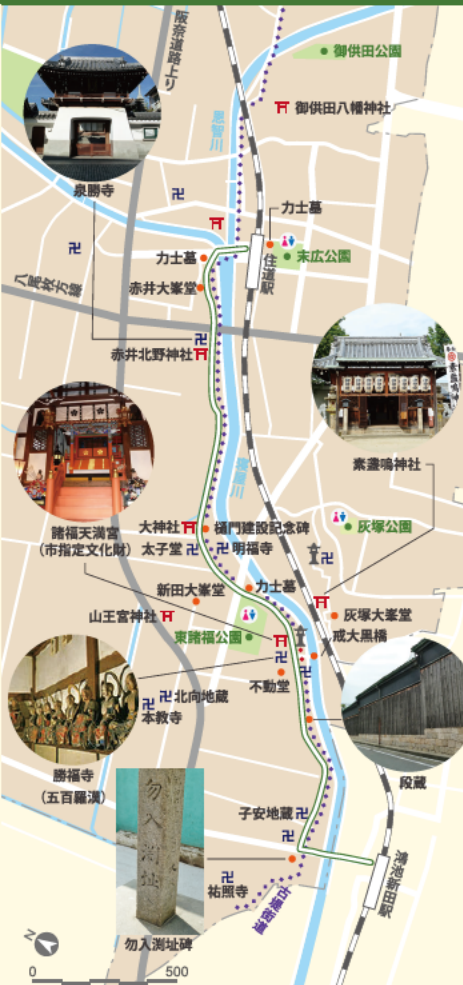 阪奈道路上り
御供田公園
御供田八幡神社
恩智川
泉勝寺
力士墓
力士墓
住道駅
末広公園
八尾枚方線
赤井大峯堂
赤井北野神社
素盞嗚神社
寝屋川
諸福天満宮
(市指定文化財)
大神社
樋門建設記念碑
太子堂
明福寺
灰塚公園
新田大峯堂
力士墓
山王宮神社
灰塚大峯堂
東諸福公園
戒大黒橋
不動堂
北向地蔵
本教寺
勝福寺
(五百羅漢)
段蔵
子安地蔵
勿入渕址
祐照寺
古堤街道
鴻池新田駅
勿入渕址碑
N
0
500